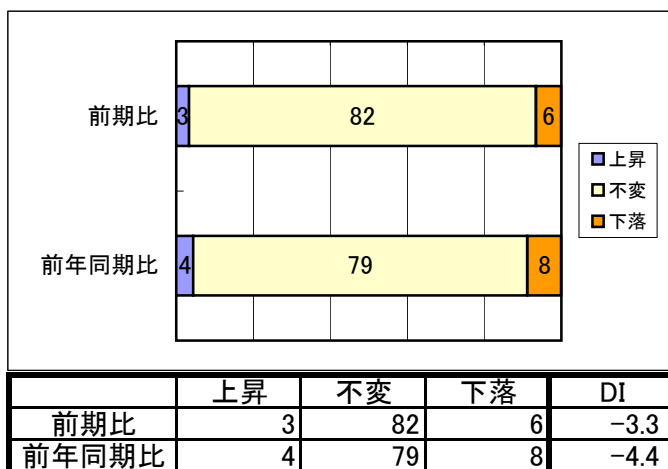 前期比
3 82 6
上昇
不変
下落
前年同期比
4 79 8
上昇 不変 下落 DI
前期比 3 82 6 -3.3
前年同期比 4 79 8 -4.4